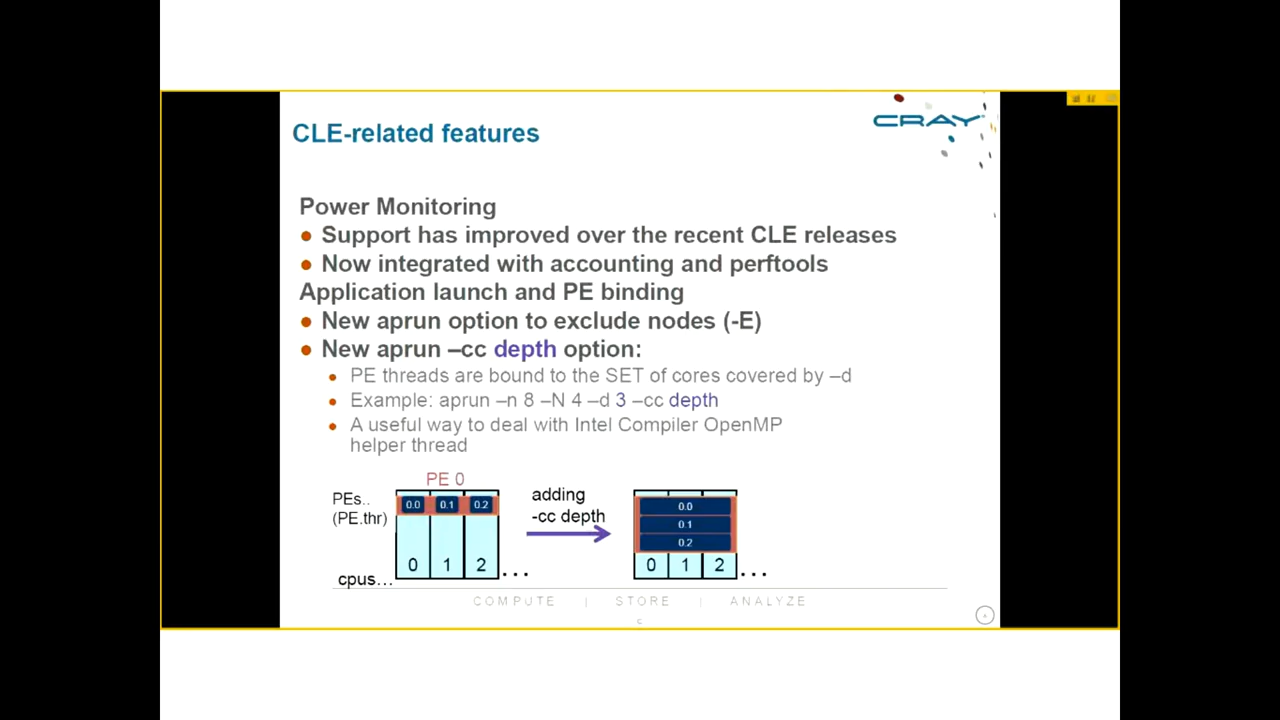 CRAY
CLE-related features
Power Monitoring
● Support has improved over the recent CLE releases
● Now integrated with accounting and perftools
Application launch and PE binding
● New aprun option to exclude nodes (-E)
● New aprun –cc depth option:
● PE threads are bound to the SET of cores covered by –d
● Example: aprun –n 8 –N 4 –d 3 –cc depth
● A useful way to deal with Intel Compiler OpenMP
helper thread
PE 0
PEs..
(PE.thr)
0.0 0.1 0.2
0 1 2 ...
cpus...
adding
-cc depth
0.0
0.1
0.2
0 1 2 ...
COMPUTE | STORE | ANALYZE
c